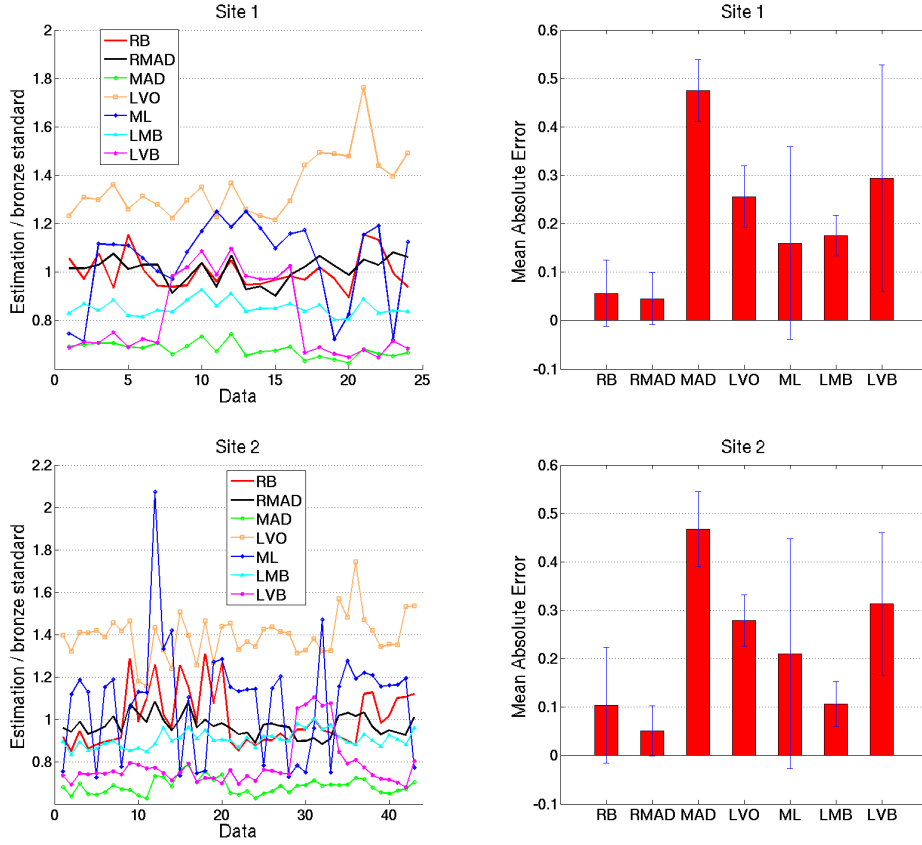 Site 1
2
1.8
1.6
1.4
1.2
1
0.8
Estimation / bronze standard
RB
RMAD
MAD
LVO
ML
LMB
LVB
0 5 10 15 20 25
Data
Site 1
0.6
0.5
0.4
0.3
0.2
0.1
0
-0.1
Mean Absolute Error
RB RMAD MAD LVO ML LMB LVB
Site 2
2.2
2
1.8
1.6
1.4
1.2
1
0.8
Estimation / bronze standard
RB
RMAD
MAD
LVO
ML
LMB
LVB
0 10 20 30 40
Data
Site 2
0.6
0.5
0.4
0.3
0.2
0.1
0
-0.1
Mean Absolute Error
RB RMAD MAD LVO ML LMB LVB